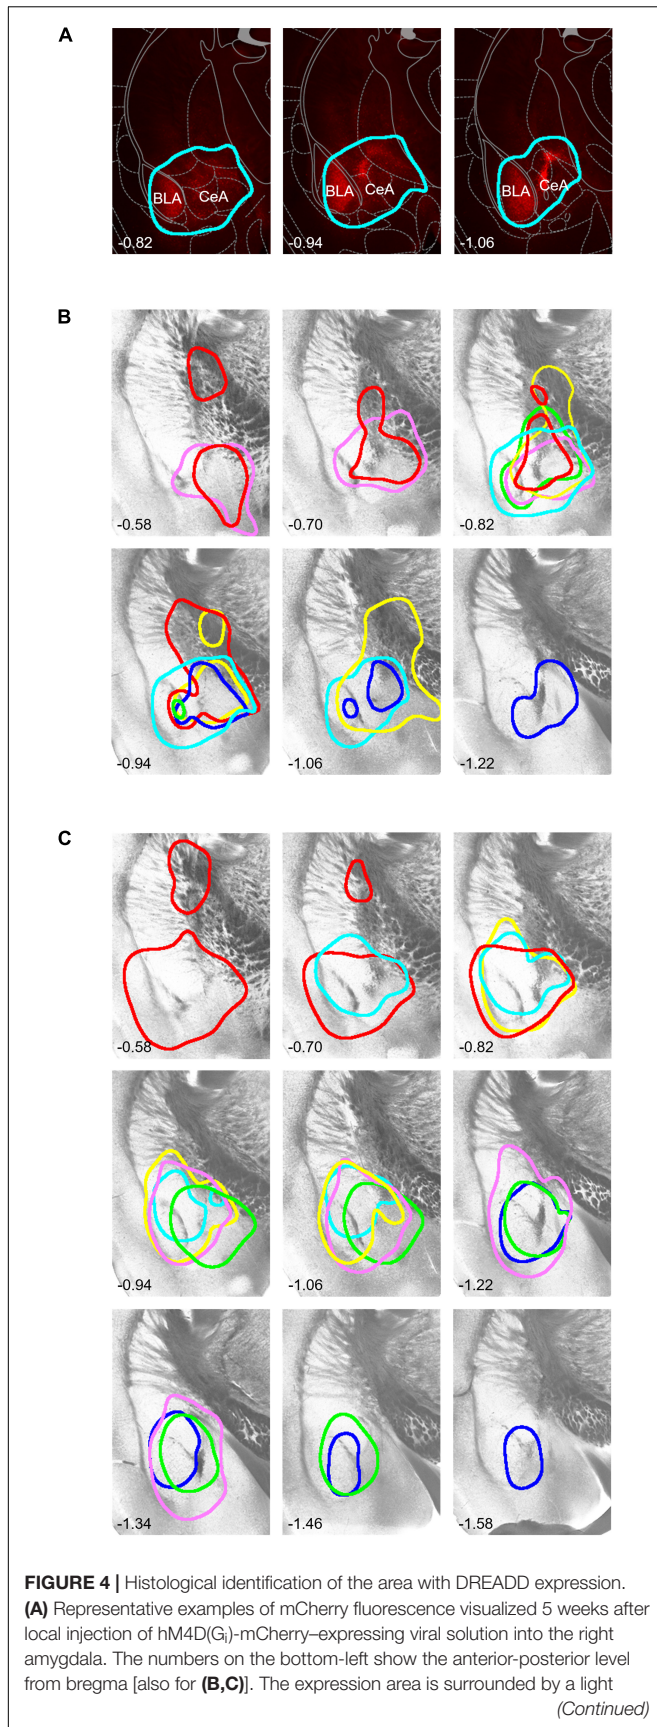 A
BLA
CeA
-0.82
BLA
CeA
-0.94
BLA
CeA
-1.06
B
-0.58
-0.70
-0.82
-0.94
-1.06
-1.22
C
-0.58
-0.70
-0.82
-0.94
-1.06
-1.22
-1.34
-1.46
-1.58
FIGURE 4 | Histological identification of the area with DREADD expression.
(A) Representative examples of mCherry fluorescence visualized 5 weeks after
local injection of hM4D(Gi)-mCherry–expressing viral solution into the right
amygdala. The numbers on the bottom-left show the anterior-posterior level
from bregma [also for (B,C)]. The expression area is surrounded by a light
(Continued)